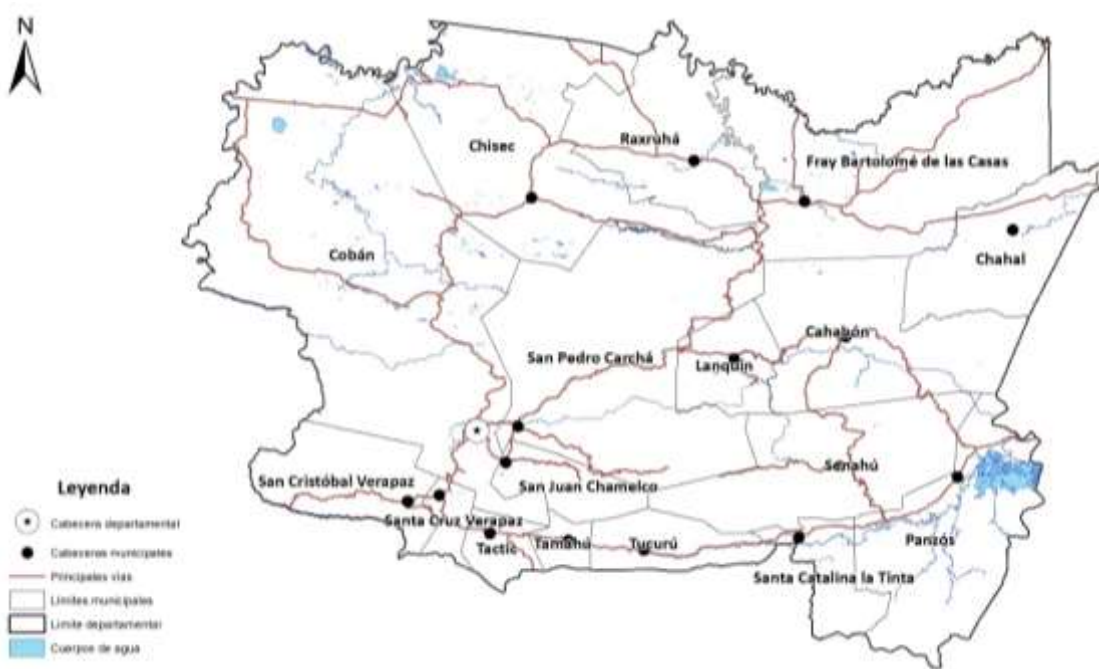 N
Chisec
Raxruhá
Fray Bartolomé de las Casas
Cobán
Chahal
Cahabón
San Pedro Carchá
Lanquín
San Cristóbal Verapaz
San Juan Chamelco
Senahú
Santa Cruz Verapaz
Tactic
Tamahú
Tucurú
Panzós
Santa Catalina la Tinta
Leyenda
Cabecera departamental
Cabeceras municipales
Principales vías
Límites municipales
Límite departamental
Cuerpos de agua